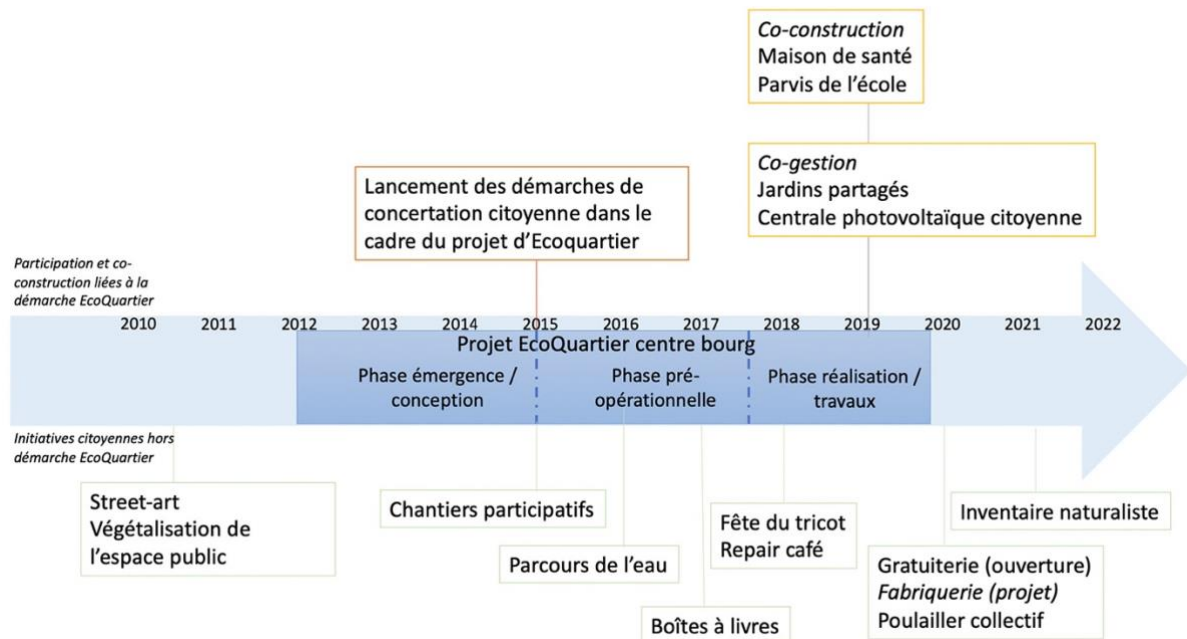 Co-construction
Maison de santé
Parvis de l’école
Co-gestion
Jardins partagés
Centrale photovoltaïque citoyenne
Lancement des démarches de
concertation citoyenne dans le
cadre du projet d’Ecoquartier
Participation et co-
construction liées à la
démarche EcoQuartier
2010 2011 2012 2013 2014 2015 2016 2017 2018 2019 2020 2021 2022
Projet EcoQuartier centre bourg
Phase émergence /
conception
Phase pré-
opérationnelle
Phase réalisation /
travaux
Initiatives citoyennes hors
démarche EcoQuartier
Street-art
Végétalisation de
l’espace public
Chantiers participatifs
Parcours de l’eau
Boîtes à livres
Fête du tricot
Repair café
Gratuiterie (ouverture)
Fabriquerie (projet)
Poulailler collectif
Inventaire naturaliste